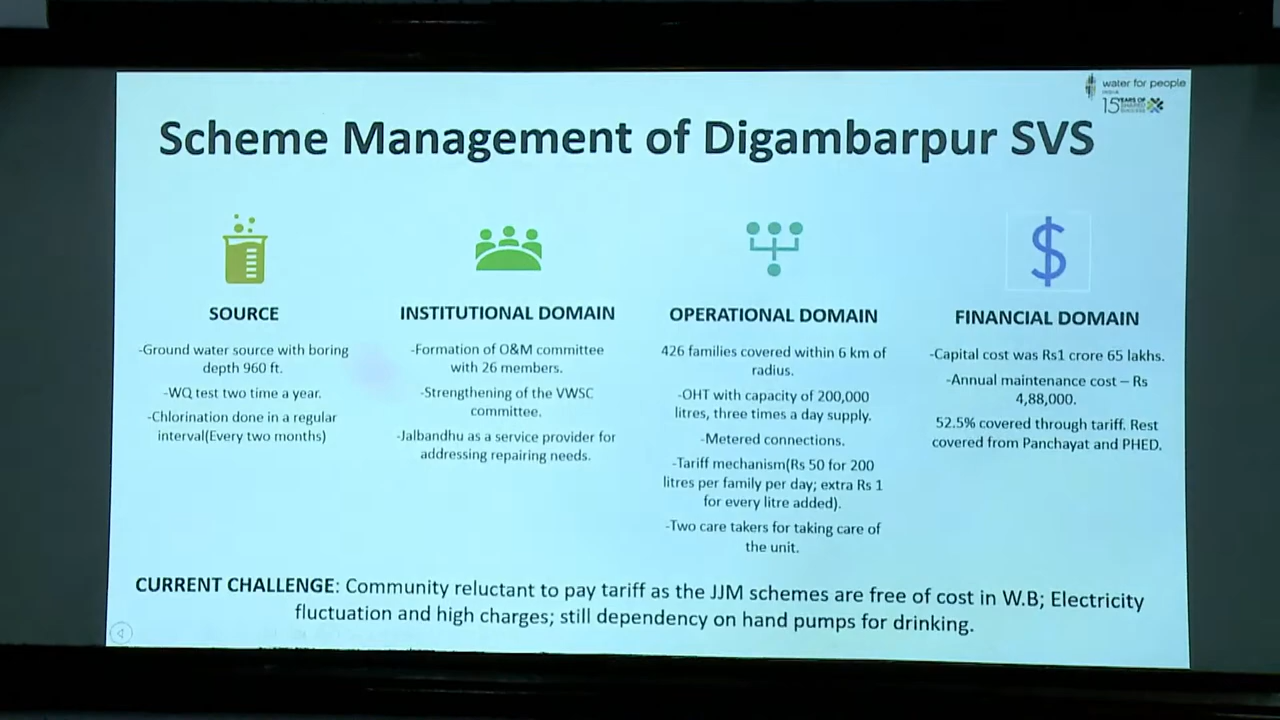 water for people
INDIA
15 YEARS OF
SHARED
SUCCESS
Scheme Management of Digambarpur SVS
SOURCE
-Ground water source with boring
depth 960 ft.
-WQ test two time a year.
-Chlorination done in a regular
interval(Every two months)
INSTITUTIONAL DOMAIN
-Formation of O&M committee
with 26 members.
-Strengthening of the VWSC
committee.
-Jalbandhu as a service provider for
addressing repairing needs.
OPERATIONAL DOMAIN
426 families covered within 6 km of
radius.
-OHT with capacity of 200,000
litres, three times a day supply.
-Metered connections.
-Tariff mechanism(Rs 50 for 200
litres per family per day; extra Rs 1
for every litre added).
-Two care takers for taking care of
the unit.
FINANCIAL DOMAIN
-Capital cost was Rs1 crore 65 lakhs.
-Annual maintenance cost – Rs
4,88,000.
52.5% covered through tariff. Rest
covered from Panchayat and PHED.
CURRENT CHALLENGE: Community reluctant to pay tariff as the JJM schemes are free of cost in W.B; Electricity
fluctuation and high charges; still dependency on hand pumps for drinking.